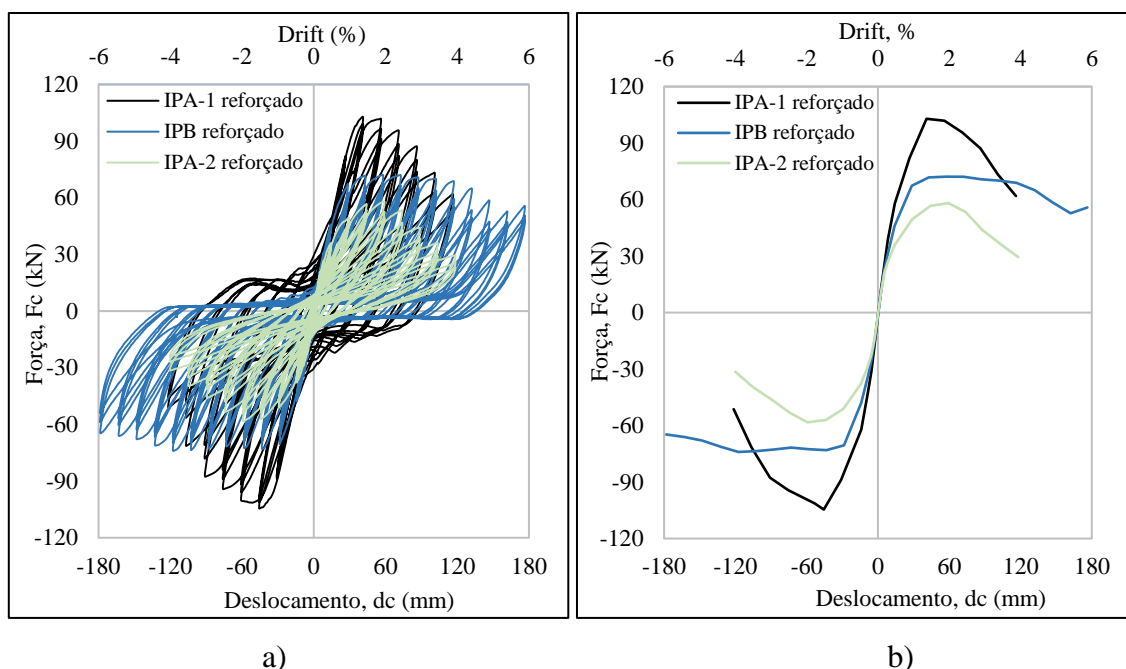 Drift (%)
-6 -4 -2 0 2 4 6
120
90
60
30
0
-30
-60
-90
-120
Força, Fc (kN)
IPA-1 reforçado
IPB reforçado
IPA-2 reforçado
-180 -120 -60 0 60 120 180
Deslocamento, dc (mm)
a)
Drift, %
-6 -4 -2 0 2 4 6
120
90
60
30
0
-30
-60
-90
-120
Força, Fc (kN)
IPA-1 reforçado
IPB reforçado
IPA-2 reforçado
-180 -120 -60 0 60 120 180
Deslocamento, dc (mm)
b)